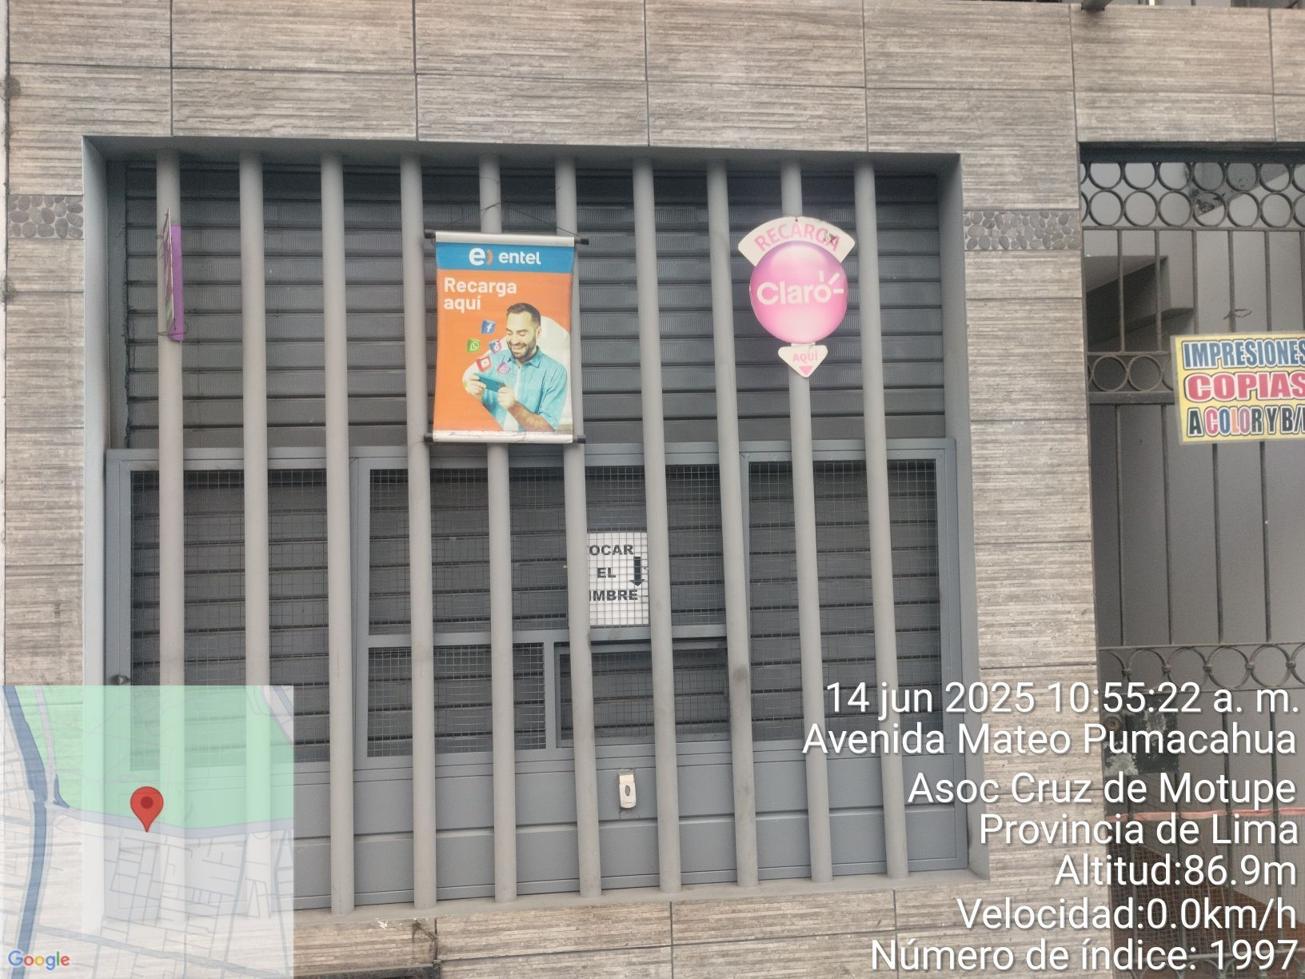 entel
Recarga
aquí
RECARGA
Claro
AQUÍ
IMPRESIONES
COPIAS
A COLOR Y B/
OCAR
EL
IMBRE
14 jun 2025 10:55:22 a. m.
Avenida Mateo Pumacahua
Asoc Cruz de Motupe
Provincia de Lima
Altitud:86.9m
Velocidad:0.0km/h
Número de índice: 1997
Google